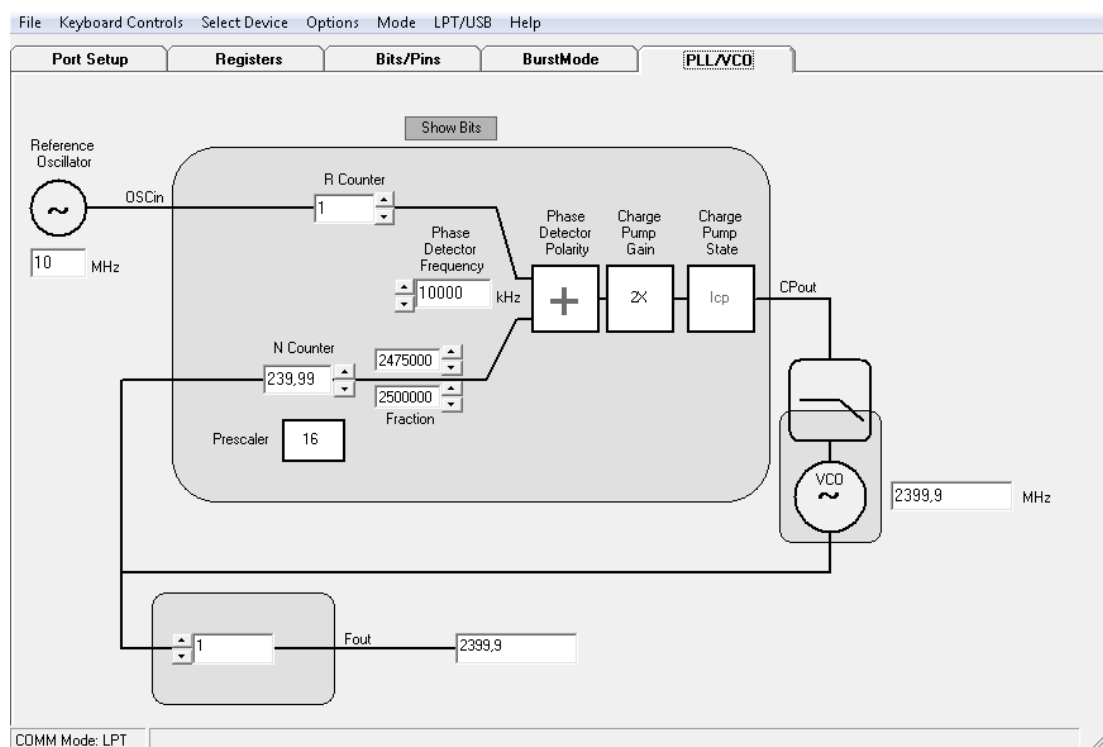 File Keyboard Controls Select Device Options Mode LPT/USB Help
Port Setup Registers Bits/Pins BurstMode PLL/VCO
Show Bits
Reference
Oscillator
OSCin
10 MHz
R Counter
1
Phase
Detector
Frequency
10000 kHz
Phase
Detector
Polarity
+
Charge
Pump
Gain
2X
Charge
Pump
State
Icp
CPout
N Counter
239,99
2475000
2500000
Fraction
Prescaler 16
VCO
2399,9 MHz
1
Fout
2399,9
COMM Mode: LPT